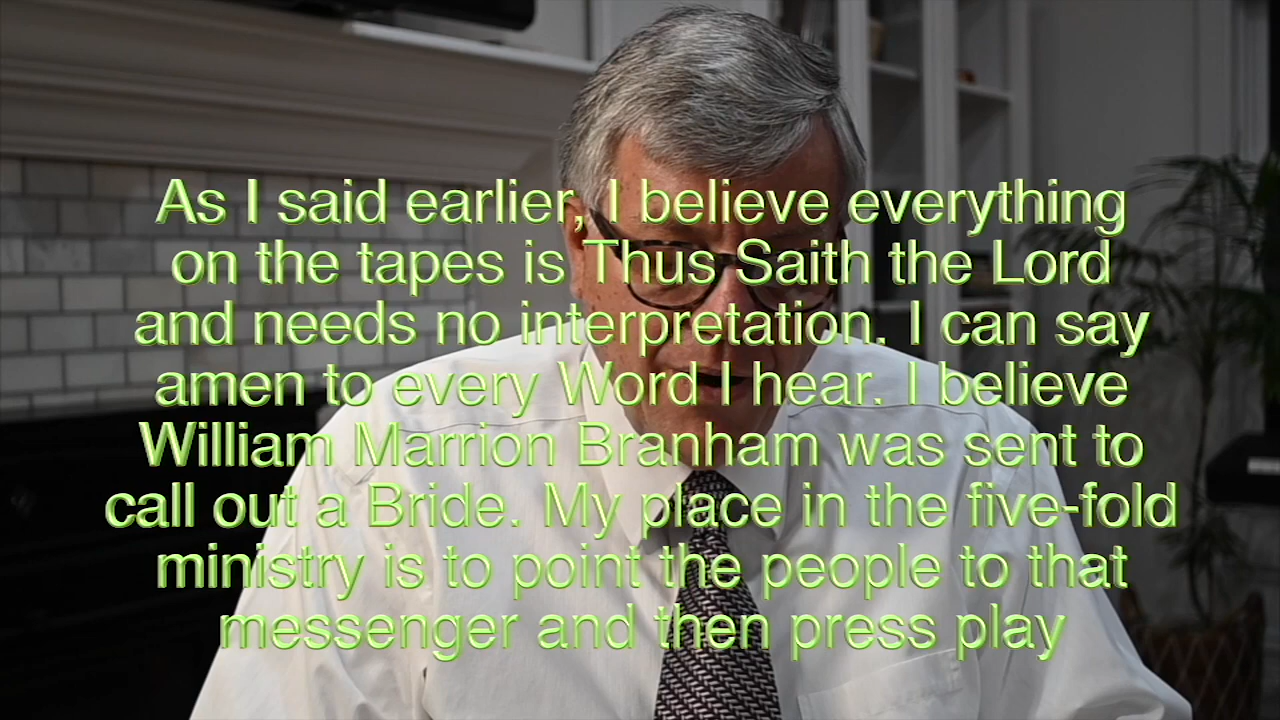 As I said earlier, I believe everything
on the tapes is Thus Saith the Lord
and needs no interpretation. I can say
amen to every Word I hear. I believe
William Marrion Branham was sent to
call out a Bride. My place in the five-fold
ministry is to point the people to that
messenger and then press play